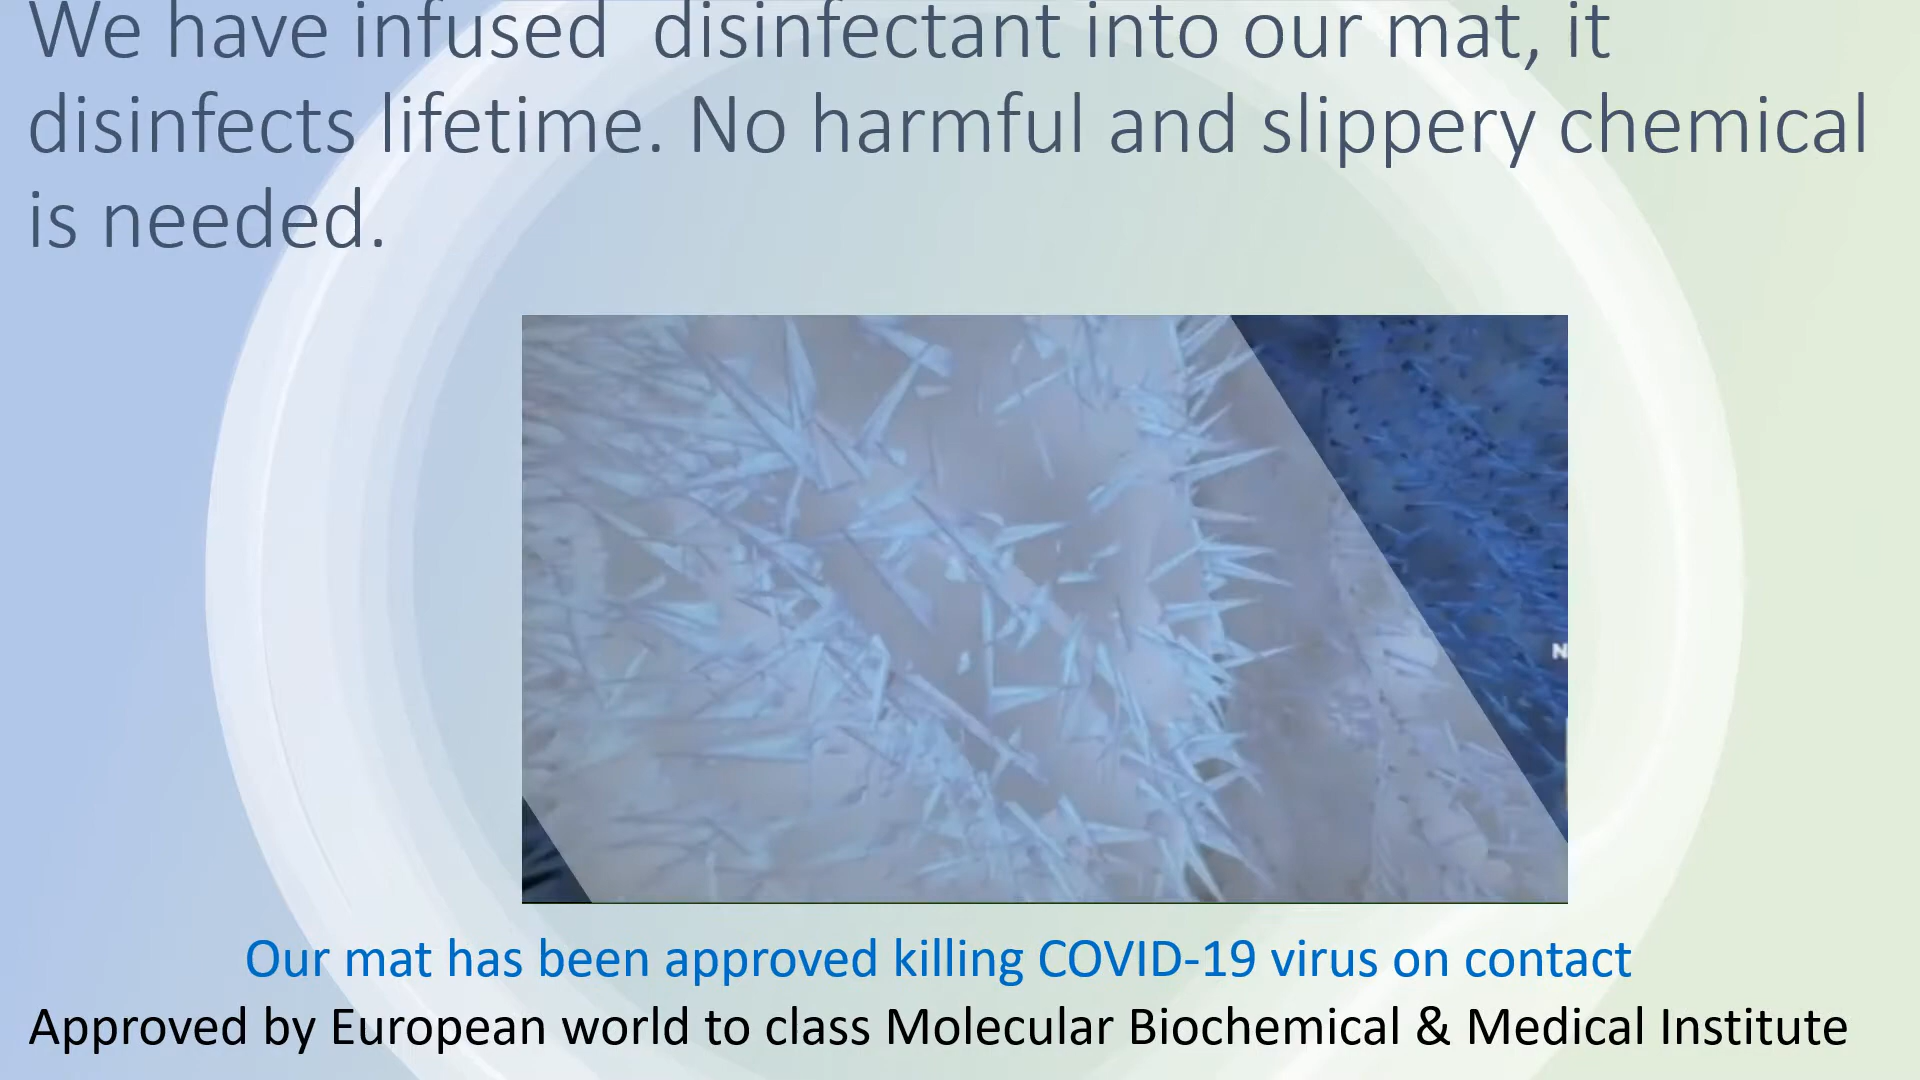 We have infused  disinfectant into our mat, it
disinfects lifetime. No harmful and slippery chemical
is needed.
N
Our mat has been approved killing COVID-19 virus on contact
Approved by European world to class Molecular Biochemical & Medical Institute